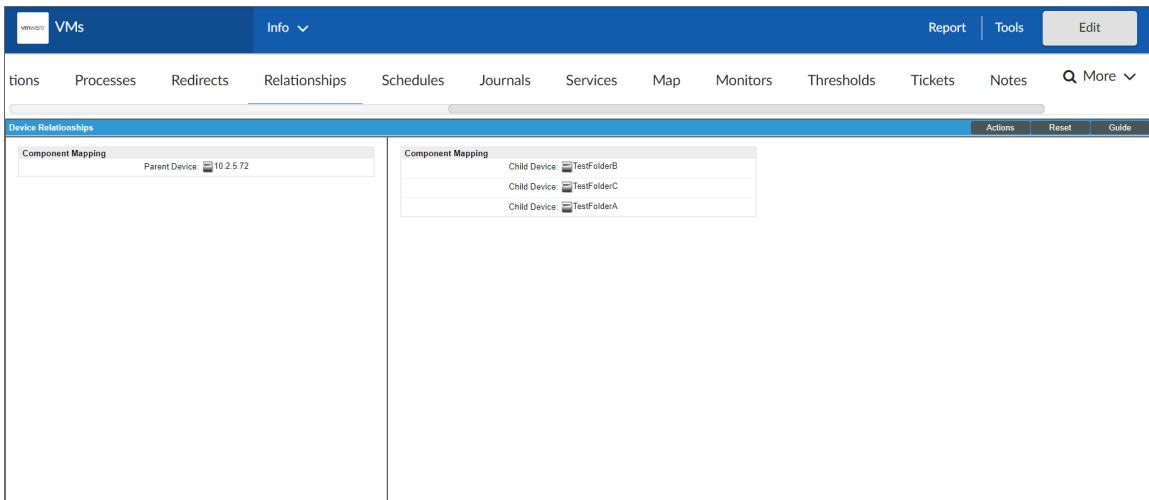 vmware VMs Info Report Tools Edit
tions Processes Redirects Relationships Schedules Journals Services Map Monitors Thresholds Tickets Notes More
Device Relationships Actions Reset Guide
Component Mapping
Parent Device: 10.2.5.72
Component Mapping
Child Device: TestFolderB
Child Device: TestFolderC
Child Device: TestFolderA